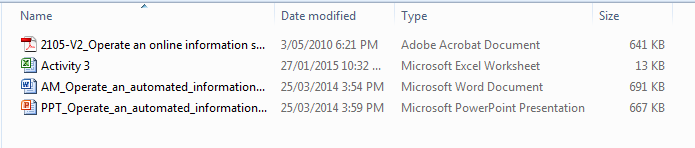 Name Date modified Type Size
2105-V2_Operate an online information s... 3/05/2010 6:21 PM Adobe Acrobat Document 641 KB
Activity 3 27/01/2015 10:32 ... Microsoft Excel Worksheet 13 KB
AM_Operate_an_automated_information... 25/03/2014 3:54 PM Microsoft Word Document 691 KB
PPT_Operate_an_automated_information... 25/03/2014 3:59 PM Microsoft PowerPoint Presentation 667 KB